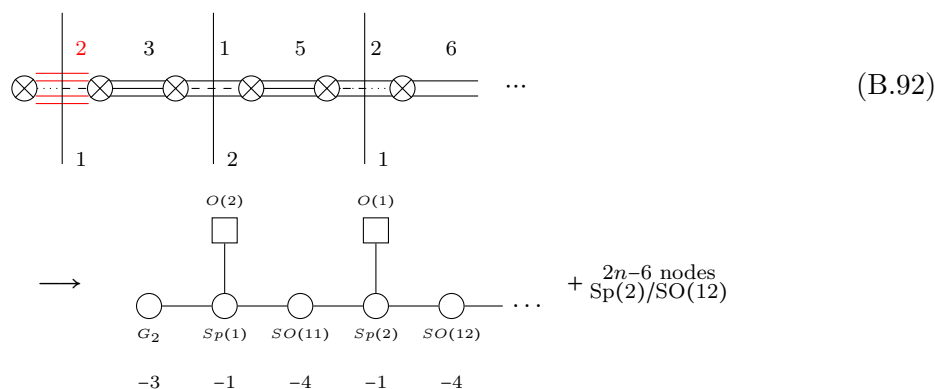 2 3 1 5 2 6
... (B.92)
1 2 1
O(2) O(1)
⟶ ... + 2n–6 nodes
Sp(2)/SO(12)
G₂ Sp(1) SO(11) Sp(2) SO(12)
–3 –1 –4 –1 –4